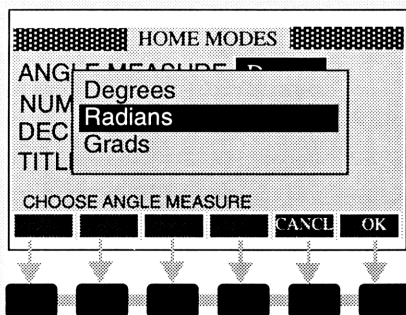 HOME MODES
ANGLE MEASURE
NUM
DEC
TITL
Degrees
Radians
Grads
CHOOSE ANGLE MEASURE
CANCL OK